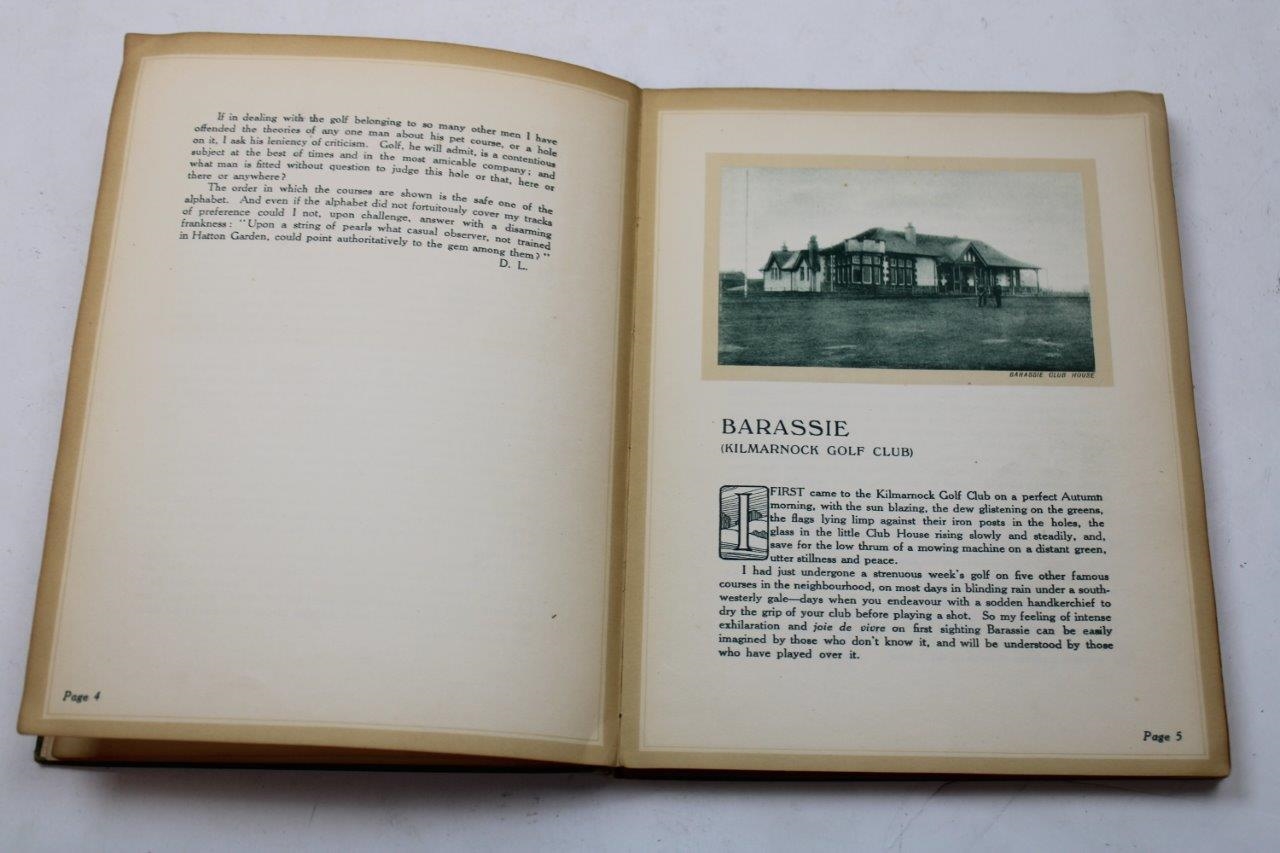 If in dealing with the golf belonging to so many other men I have
offended the theories of any one man about his pet course, or a hole
on it, I ask his leniency of criticism. Golf, he will admit, is a contentious
subject at the best of times and in the most amicable company; and
what man is fitted without question to judge this hole or that, here or
there or anywhere?
The order in which the courses are shown is the safe one of the
alphabet. And even if the alphabet did not fortuitously cover my tracks
of preference could I not, upon challenge, answer with a disarming
frankness: "Upon a string of pearls what casual observer, not trained
in Hatton Garden, could point authoritatively to the gem among them?"
D. L.
Page 4
BARASSIE CLUB HOUSE
BARASSIE
(KILMARNOCK GOLF CLUB)
I FIRST came to the Kilmarnock Golf Club on a perfect Autumn
morning, with the sun blazing, the dew glistening on the greens,
the flags lying limp against their iron posts in the holes, the
glass in the little Club House rising slowly and steadily, and,
save for the low thrum of a mowing machine on a distant green,
utter stillness and peace.
I had just undergone a strenuous week's golf on five other famous
courses in the neighbourhood, on most days in blinding rain under a south-
westerly gale—days when you endeavour with a sodden handkerchief to
dry the grip of your club before playing a shot. So my feeling of intense
exhilaration and joie de vivre on first sighting Barassie can be easily
imagined by those who don't know it, and will be understood by those
who have played over it.
Page 5